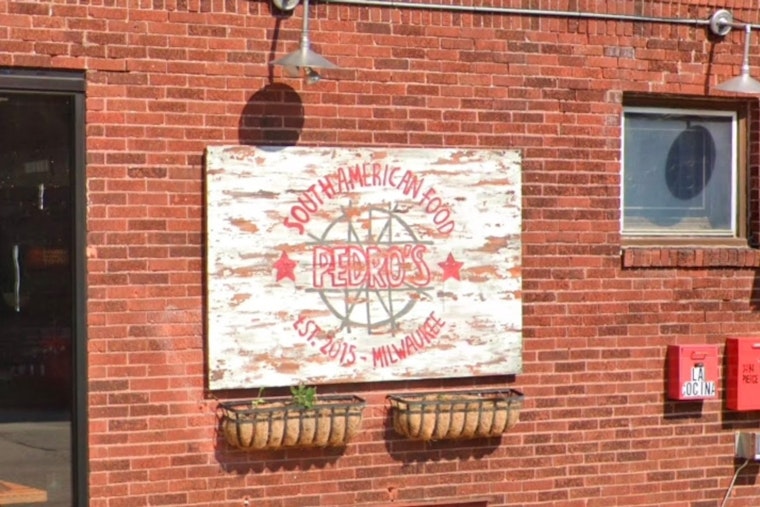 SOUTH AMERICAN FOOD
PEDRO'S
EST. 2015 - MILWAUKEE
LA
COCINA